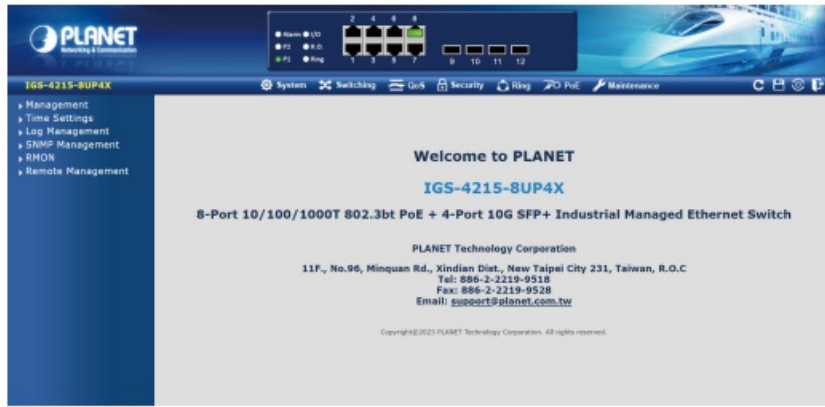 PLANET
Networking & Communication
2 4 6 8
Alarm I/O
P2 R.O.
P1 Ring
1 3 5 7 9 10 11 12
IGS-4215-8UP4X
System Switching QoS Security Ring PoE Maintenance
Management
Time Settings
Log Management
SNMP Management
RMON
Remote Management
Welcome to PLANET
IGS-4215-8UP4X
8-Port 10/100/1000T 802.3bt PoE + 4-Port 10G SFP+ Industrial Managed Ethernet Switch
PLANET Technology Corporation
11F., No.96, Minquan Rd., Xindian Dist., New Taipei City 231, Taiwan, R.O.C
Tel: 886-2-2219-9518
Fax: 886-2-2219-9528
Email: support@planet.com.tw
Copyright©2023 PLANET Technology Corporation. All rights reserved.